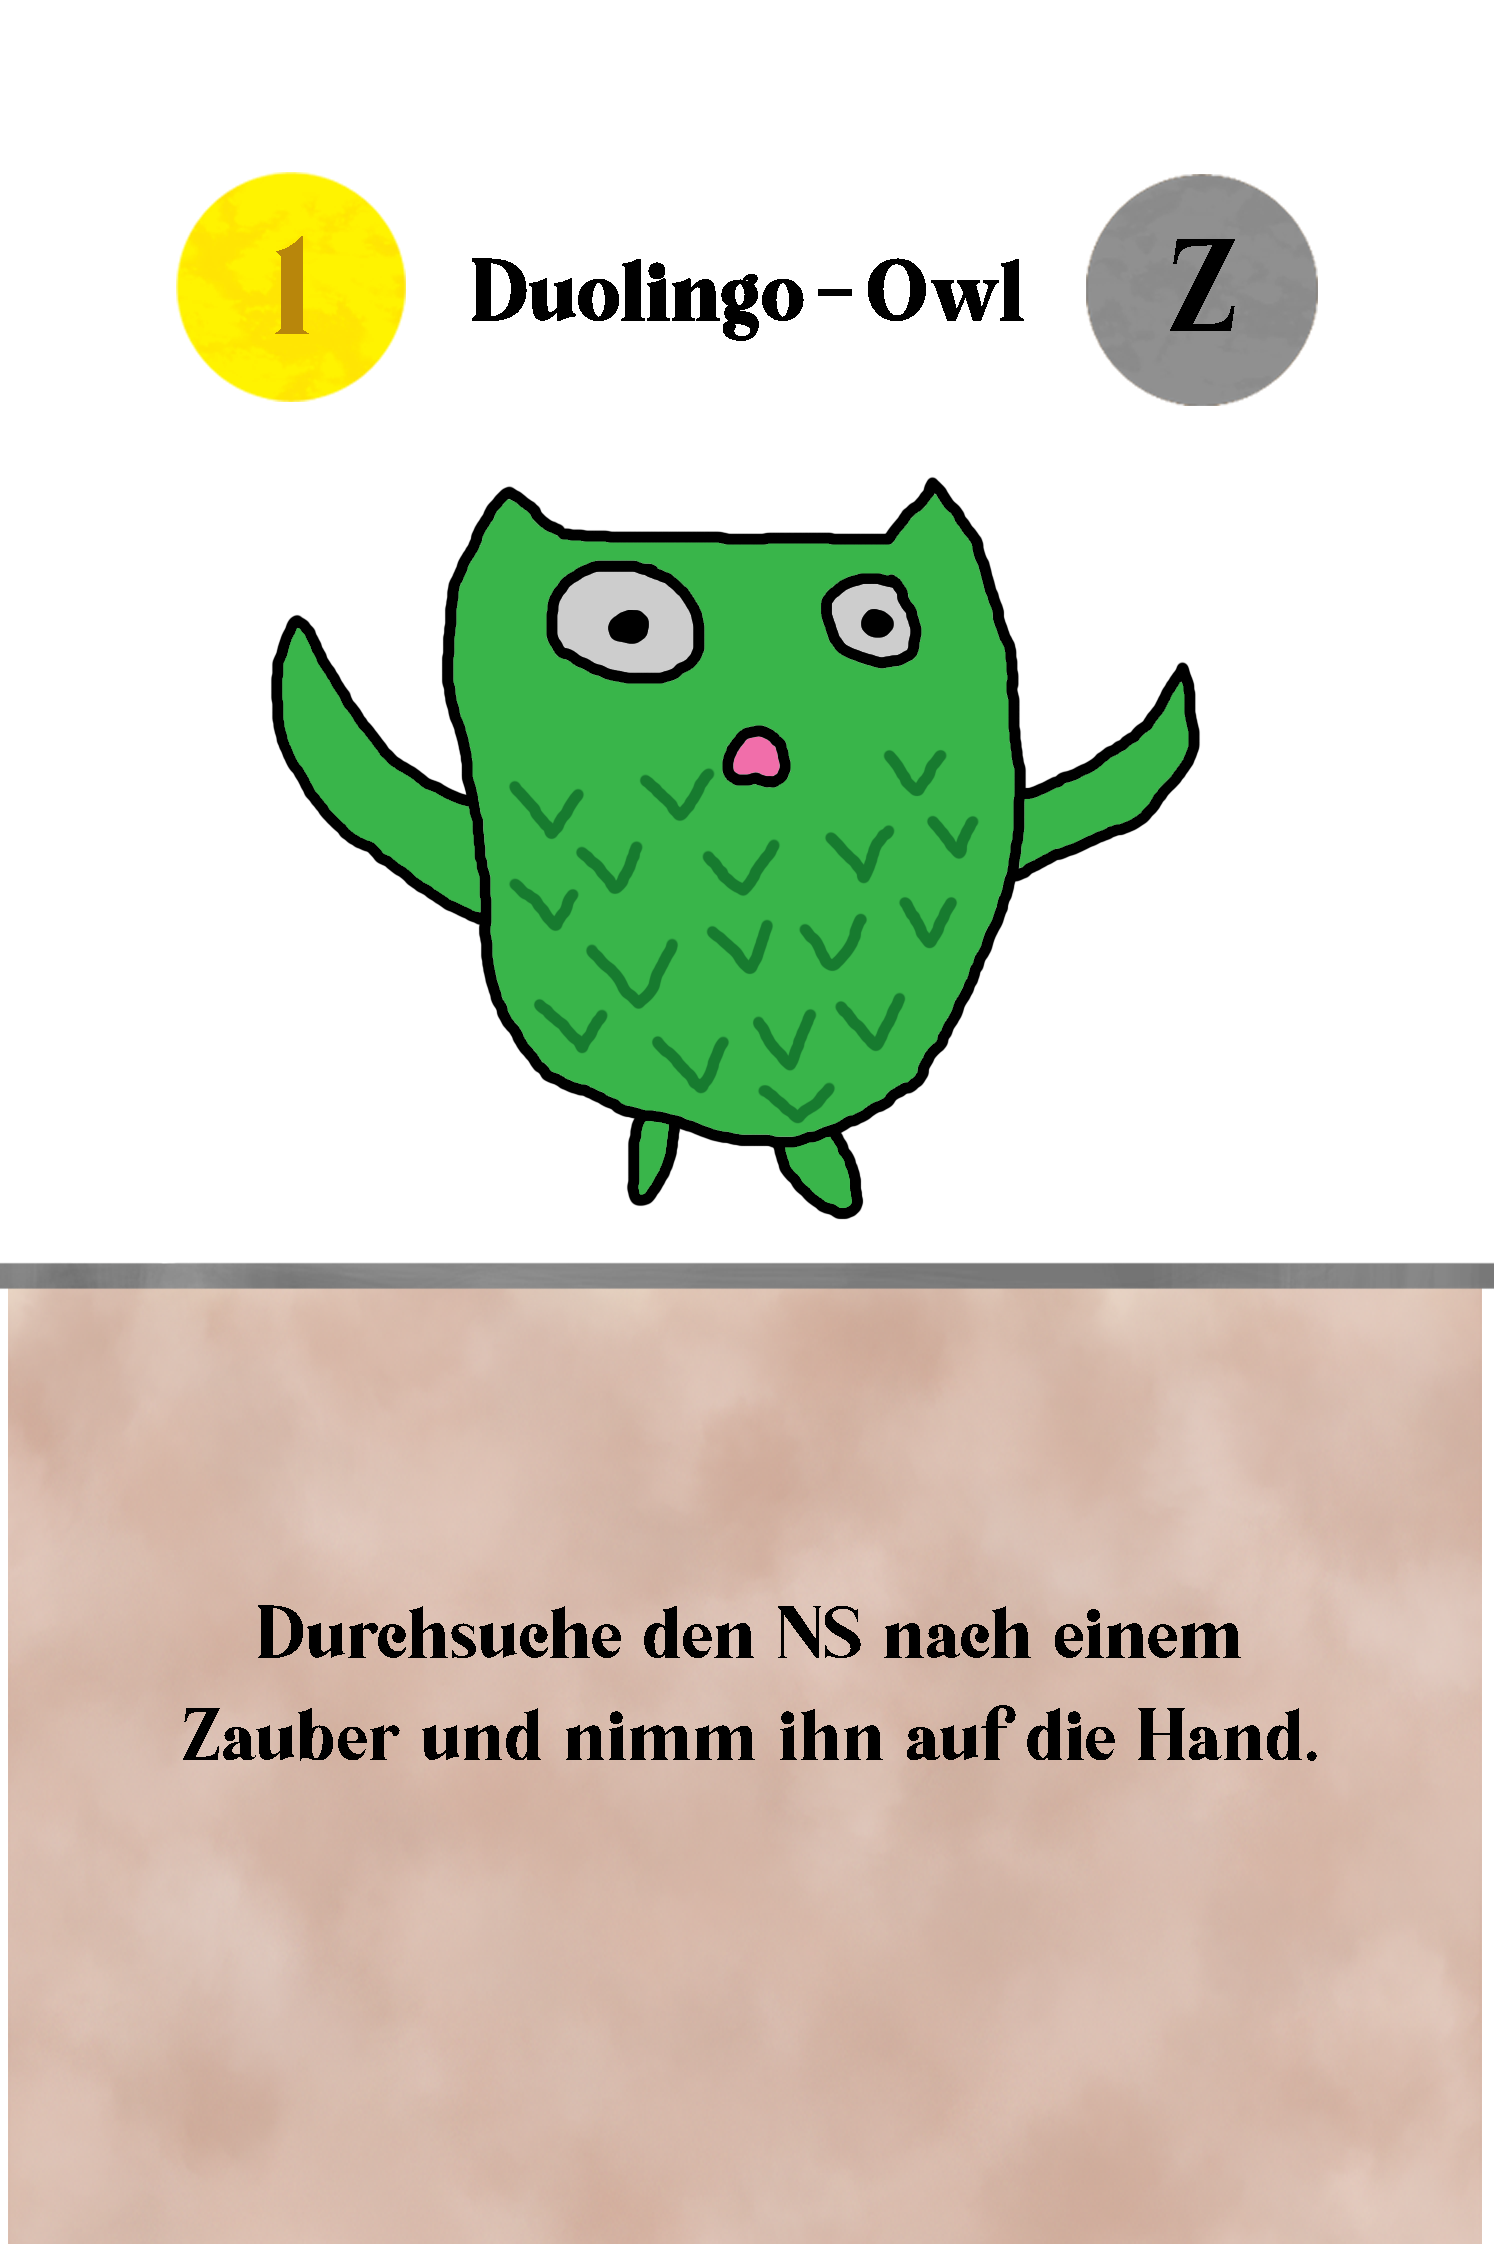 1 Duolingo - Owl Z
Durchsuche den NS nach einem
Zauber und nimm ihn auf die Hand.